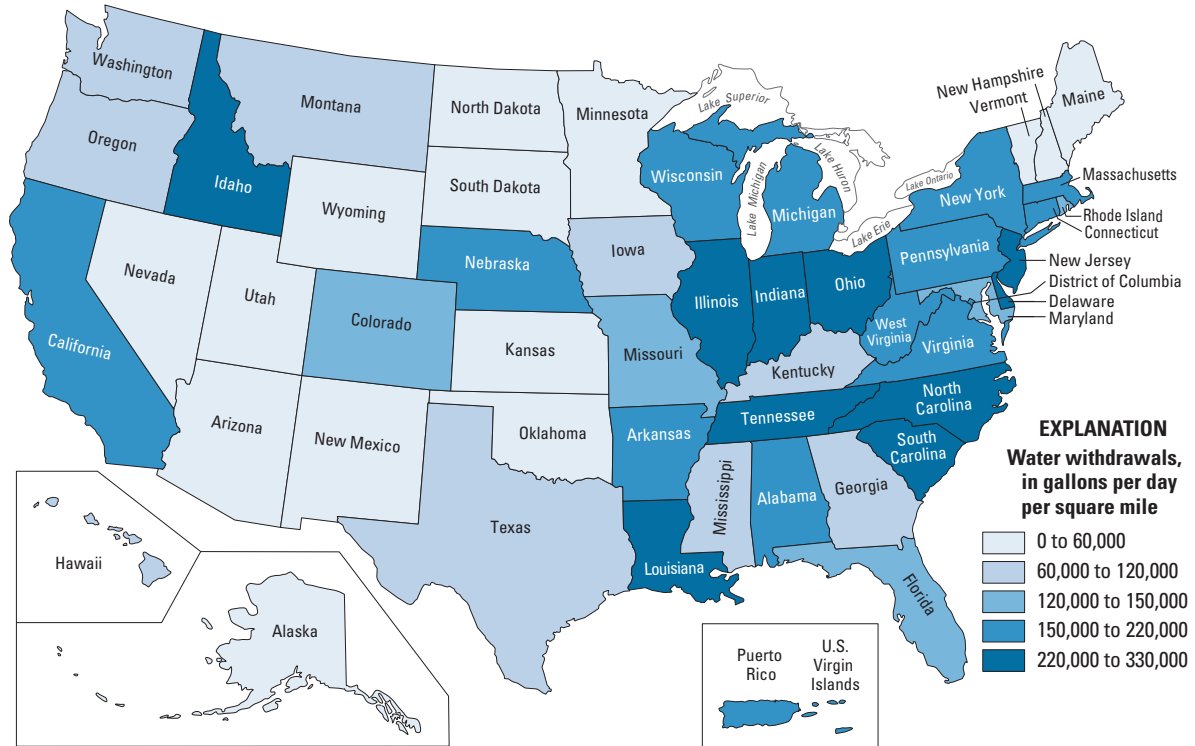 Washington
Oregon
California
Idaho
Montana
Wyoming
Nevada
Utah
Colorado
Arizona
New Mexico
North Dakota
South Dakota
Nebraska
Kansas
Oklahoma
Texas
Minnesota
Iowa
Missouri
Arkansas
Louisiana
Wisconsin
Illinois
Michigan
Indiana
Ohio
Kentucky
Tennessee
Mississippi
Alabama
Georgia
Florida
South
Carolina
North
Carolina
Virginia
West
Virginia
Pennsylvania
New York
Lake Superior
Lake Michigan
Lake Huron
Lake Erie
Lake Ontario
New Hampshire
Vermont
Maine
Massachusetts
Rhode Island
Connecticut
New Jersey
District of Columbia
Delaware
Maryland
Hawaii
Alaska
Puerto
Rico
U.S.
Virgin
Islands
EXPLANATION
Water withdrawals,
in gallons per day
per square mile
0 to 60,000
60,000 to 120,000
120,000 to 150,000
150,000 to 220,000
220,000 to 330,000